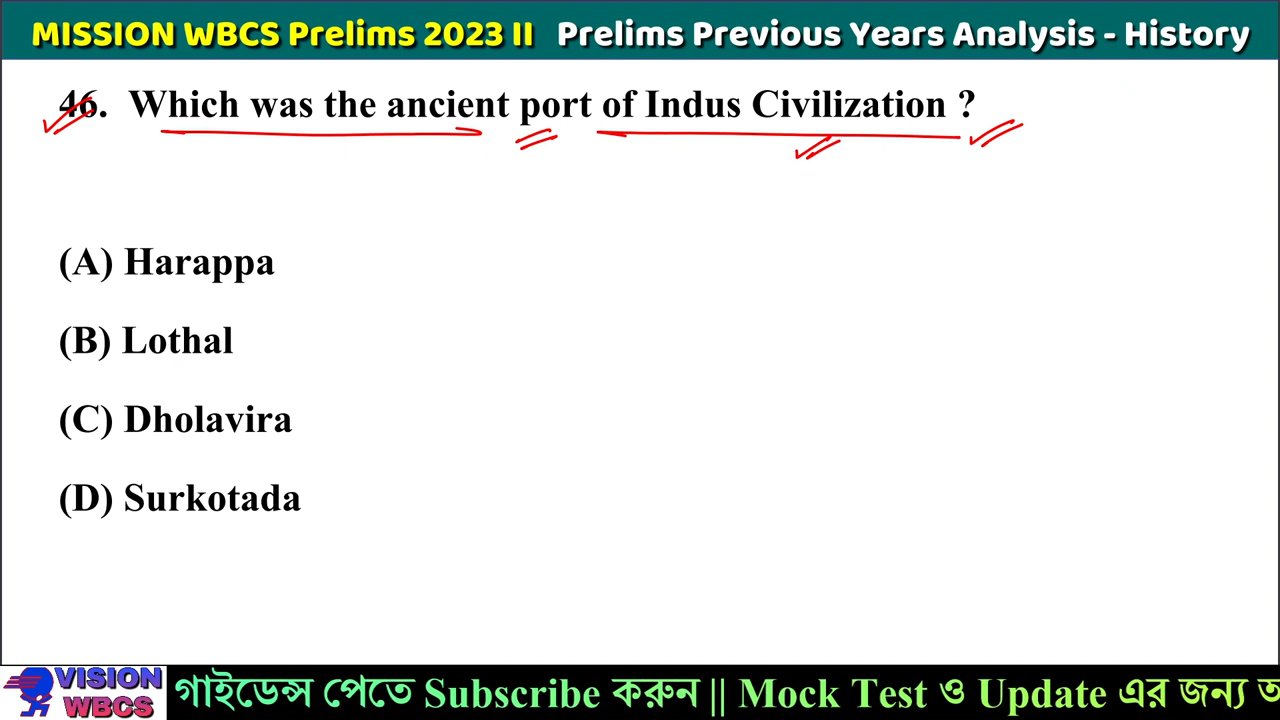 MISSION WBCS Prelims 2023 II Prelims Previous Years Analysis - History
46. Which was the ancient port of Indus Civilization ?
(A) Harappa
(B) Lothal
(C) Dholavira
(D) Surkotada
VISION
WBCS
গাইডেন্স পেতে Subscribe করুন || Mock Test ও Update এর জন্য